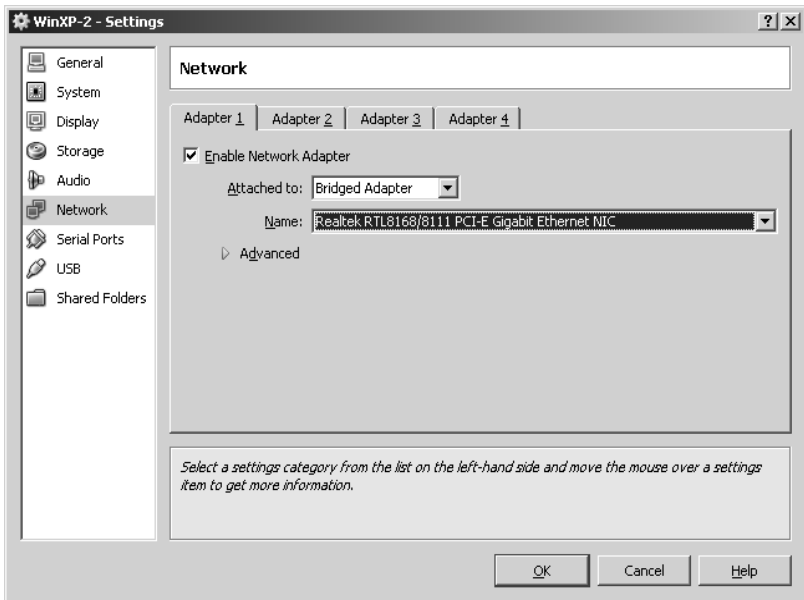 WinXP-2 - Settings
General
System
Display
Storage
Audio
Network
Serial Ports
USB
Shared Folders
Network
Adapter 1 Adapter 2 Adapter 3 Adapter 4
Enable Network Adapter
Attached to: Bridged Adapter
Name: Realtek RTL8168/8111 PCI-E Gigabit Ethernet NIC
Advanced
Select a settings category from the list on the left-hand side and move the mouse over a settings
item to get more information.
OK Cancel Help